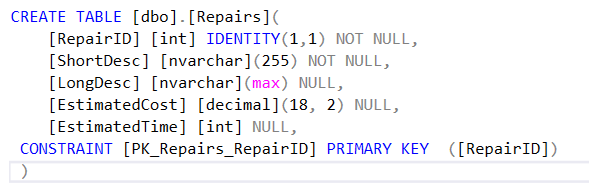 CREATE TABLE [dbo].[Repairs](
[RepairID] [int] IDENTITY(1,1) NOT NULL,
[ShortDesc] [nvarchar](255) NOT NULL,
[LongDesc] [nvarchar](max) NULL,
[EstimatedCost] [decimal](18, 2) NULL,
[EstimatedTime] [int] NULL,
CONSTRAINT [PK_Repairs_RepairID] PRIMARY KEY  ([RepairID])
)